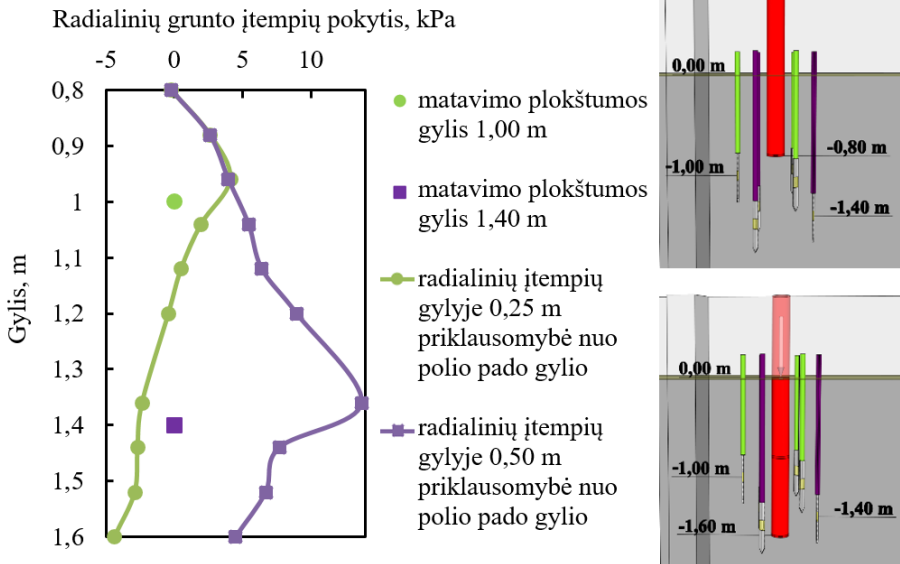 Radialinių grunto įtempių pokytis, kPa
-5 0 5 10
0,8
0,9
1
1,1
1,2
1,3
1,4
1,5
1,6
Gylis, m
matavimo plokštumos
gylis 1,00 m
matavimo plokštumos
gylis 1,40 m
radialinių įtempių
gylyje 0,25 m
priklausomybė nuo
polio pado gylio
radialinių įtempių
gylyje 0,50 m
priklausomybė nuo
polio pado gylio
0,00 m
-0,80 m
-1,00 m
-1,40 m
0,00 m
-1,00 m
-1,40 m
-1,60 m